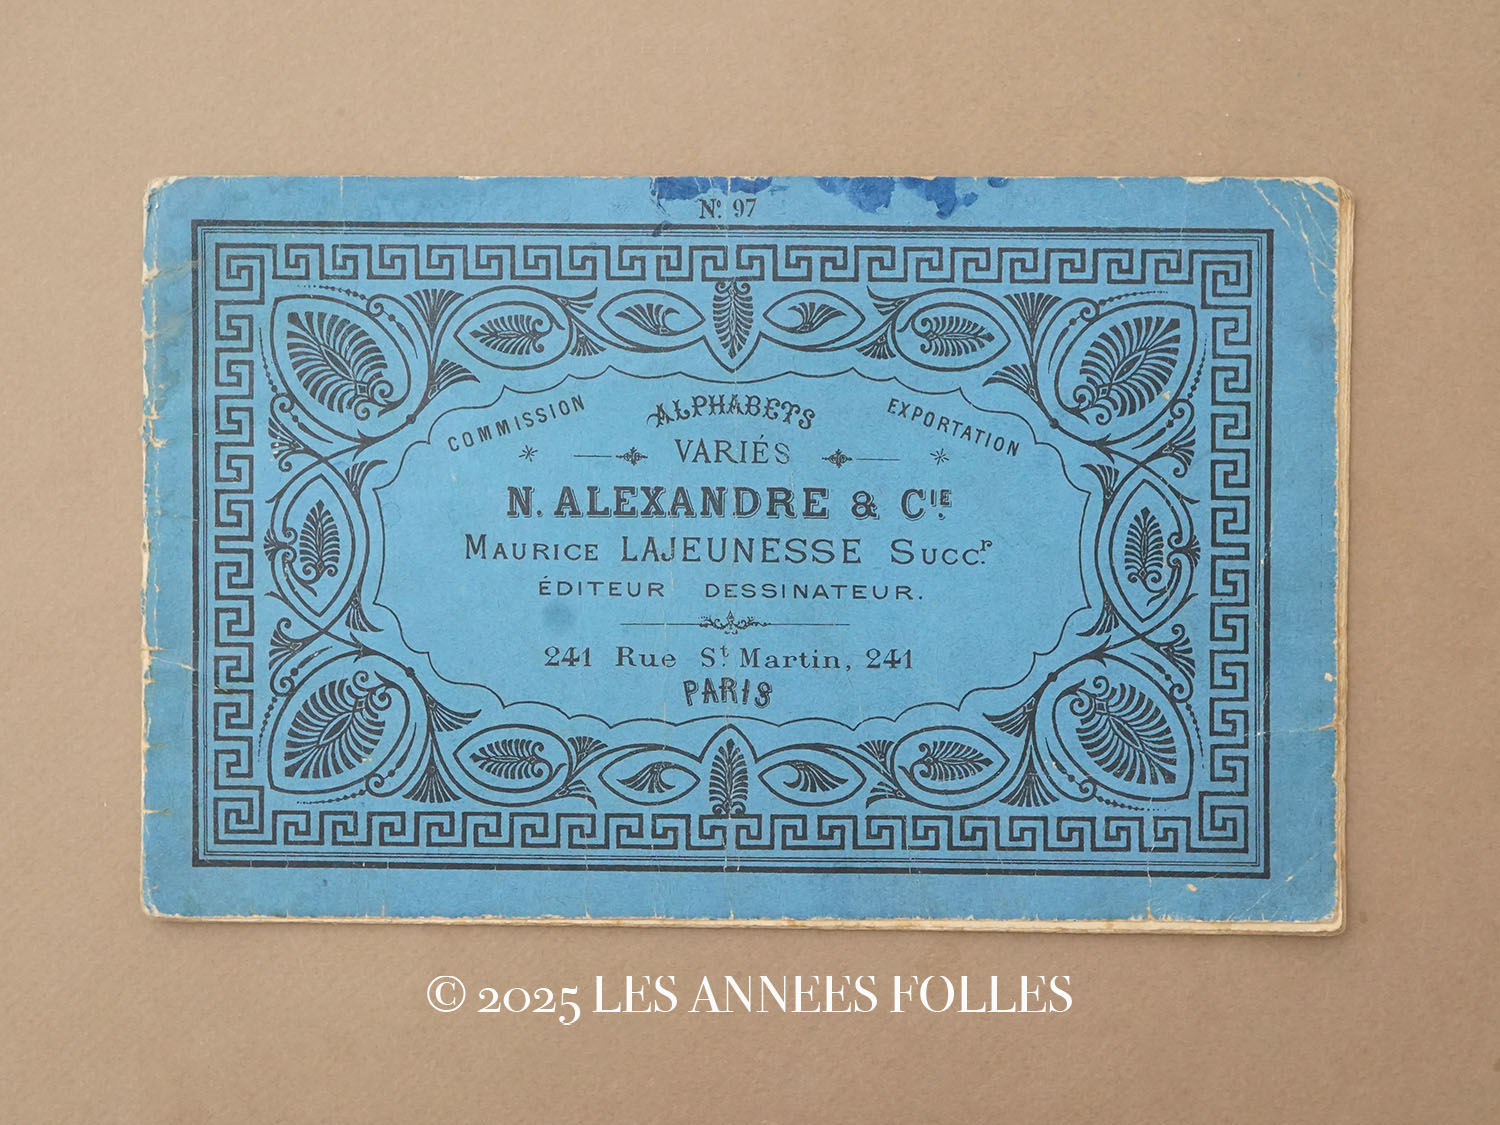 Nº 97
COMMISSION ALPHABETS EXPORTATION
VARIÉS
N. ALEXANDRE & CIE
MAURICE LAJEUNESSE SUCCr.
ÉDITEUR DESSINATEUR.
241 Rue St Martin, 241
PARIS
© 2025 LES ANNEES FOLLES